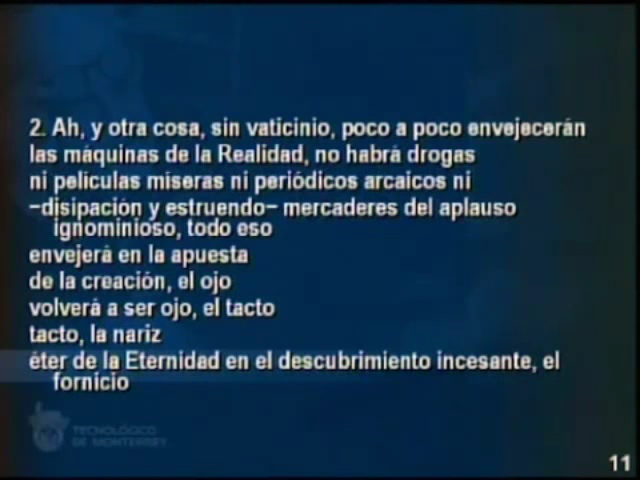 2. Ah, y otra cosa, sin vaticinio, poco a poco envejecerán
las máquinas de la Realidad, no habrá drogas
ni películas míseras ni periódicos arcaicos ni
–disipación y estruendo– mercaderes del aplauso
ignominioso, todo eso
envejerá en la apuesta
de la creación, el ojo
volverá a ser ojo, el tacto
tacto, la nariz
éter de la Eternidad en el descubrimiento incesante, el
fornicio
TECNOLÓGICO
DE MONTERREY
11